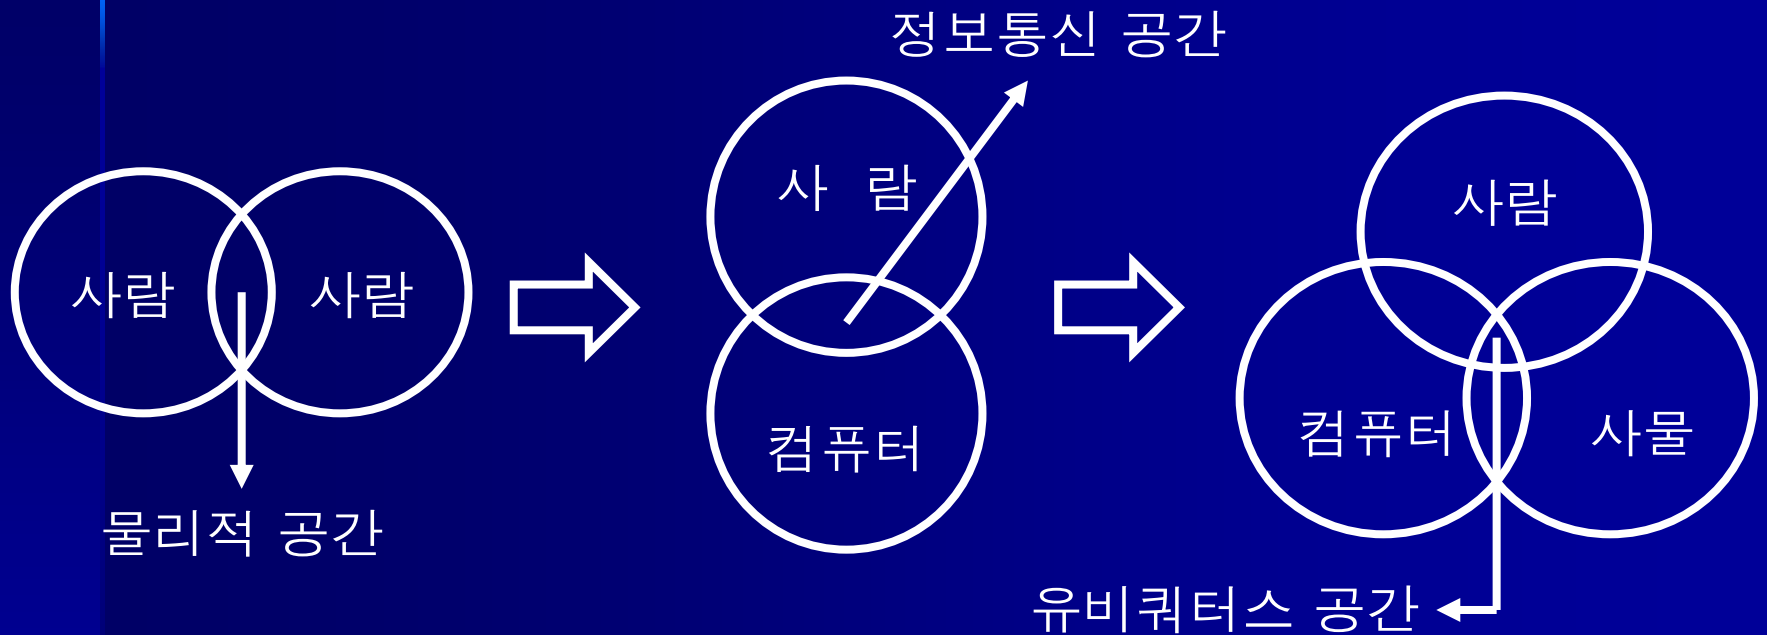 사람
사람
물리적 공간
정보통신 공간
사 람
컴퓨터
사람
컴퓨터
사물
유비쿼터스 공간